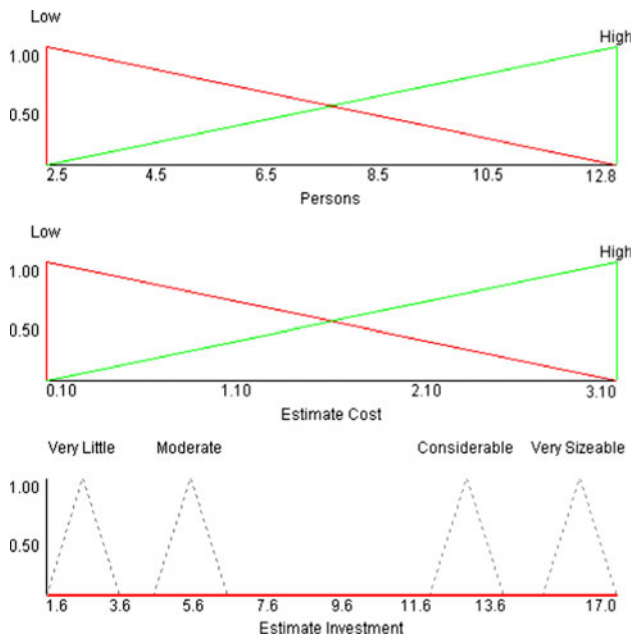 Low
High
1.00
0.50
2.5 4.5 6.5 8.5 10.5 12.8
Persons
Low
High
1.00
0.50
0.10 1.10 2.10 3.10
Estimate Cost
Very Little Moderate Considerable Very Sizeable
1.00
0.50
1.6 3.6 5.6 7.6 9.6 11.6 13.6 17.0
Estimate Investment